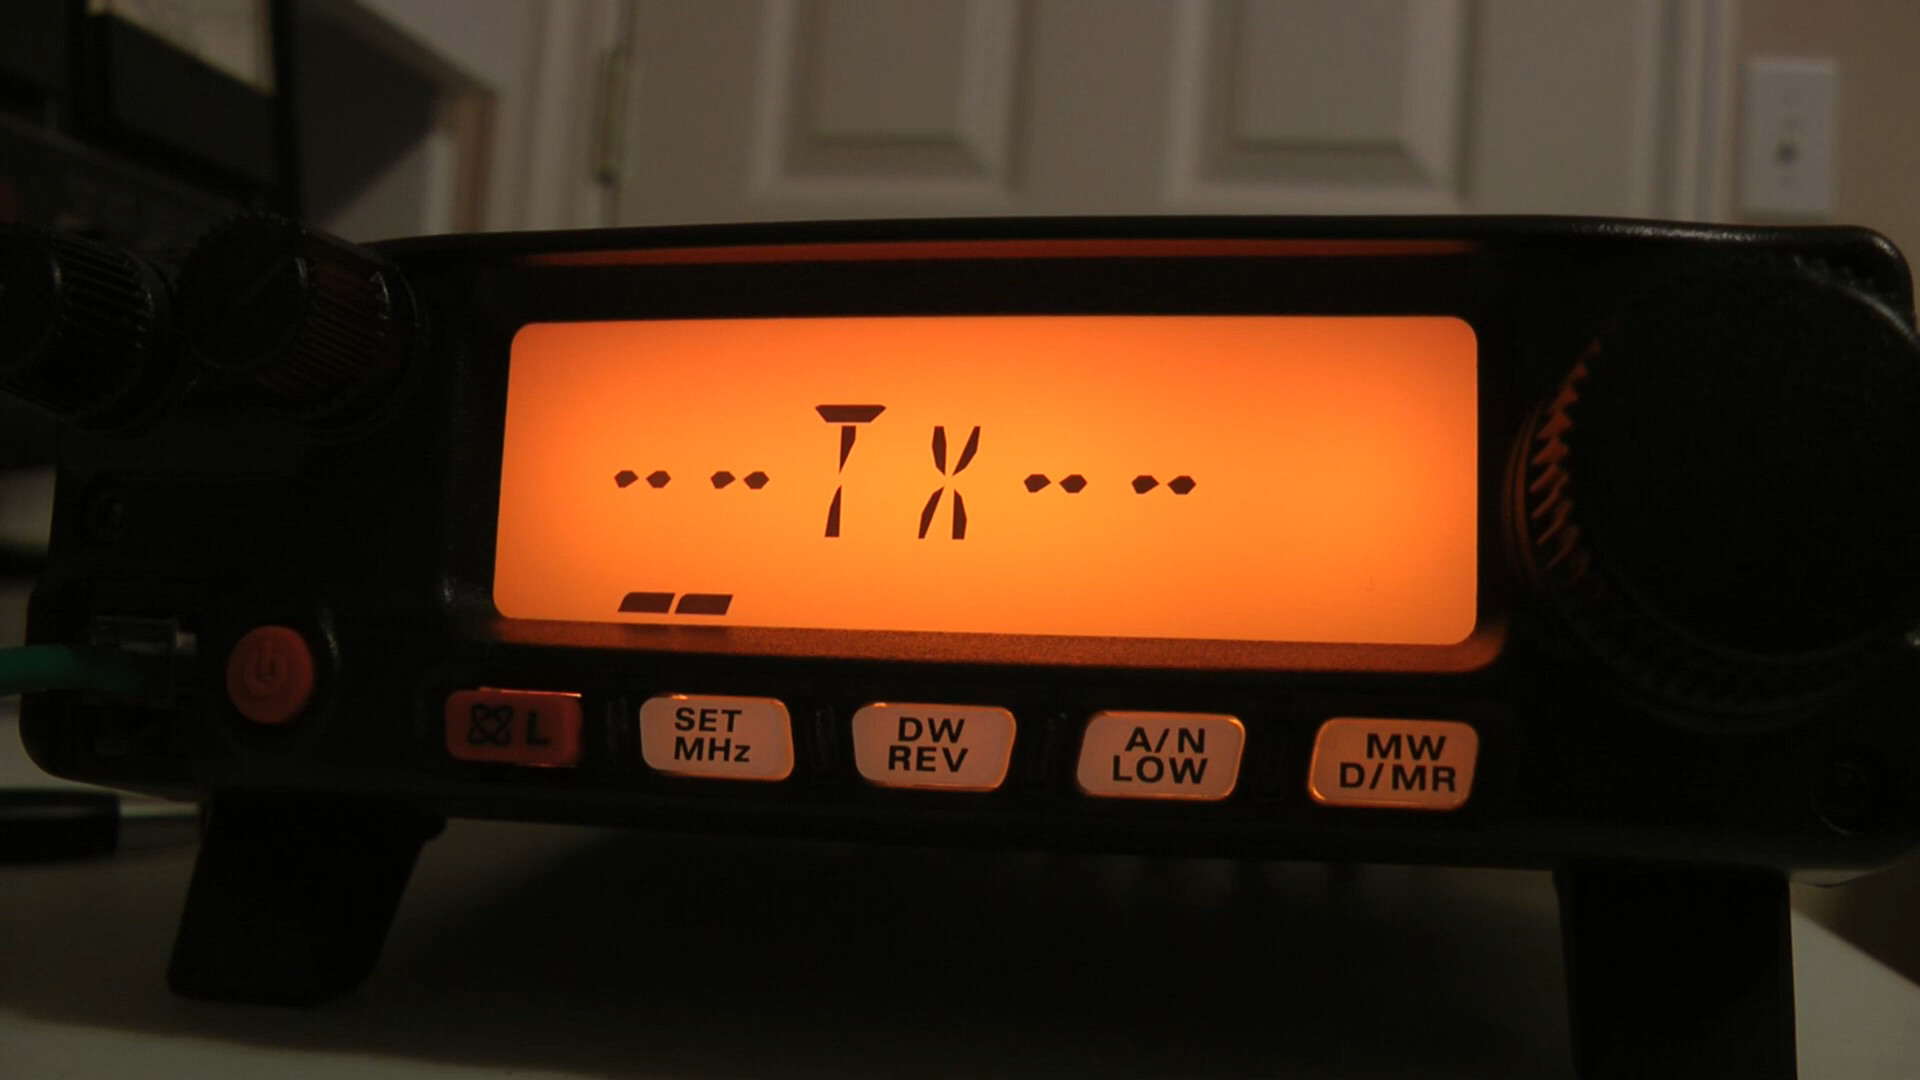 -- --TX-- --
L
SET
MHz
DW
REV
A/N
LOW
MW
D/MR